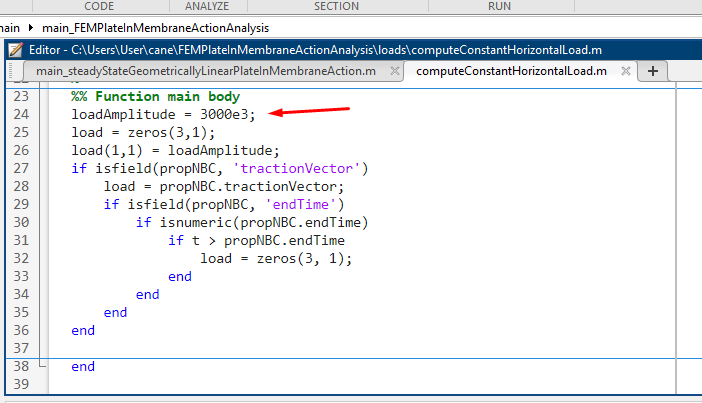 CODE ANALYZE SECTION RUN
main ▸ main_FEMPlateInMembraneActionAnalysis
Editor - C:\Users\User\cane\FEMPlateInMembraneActionAnalysis\loads\computeConstantHorizontalLoad.m
main_steadyStateGeometricallyLinearPlateInMembraneAction.m computeConstantHorizontalLoad.m
23 %% Function main body
24 loadAmplitude = 3000e3;
25 load = zeros(3,1);
26 load(1,1) = loadAmplitude;
27 if isfield(propNBC, 'tractionVector')
28 load = propNBC.tractionVector;
29 if isfield(propNBC, 'endTime')
30 if isnumeric(propNBC.endTime)
31 if t > propNBC.endTime
32 load = zeros(3, 1);
33 end
34 end
35 end
36 end
37
38 end
39